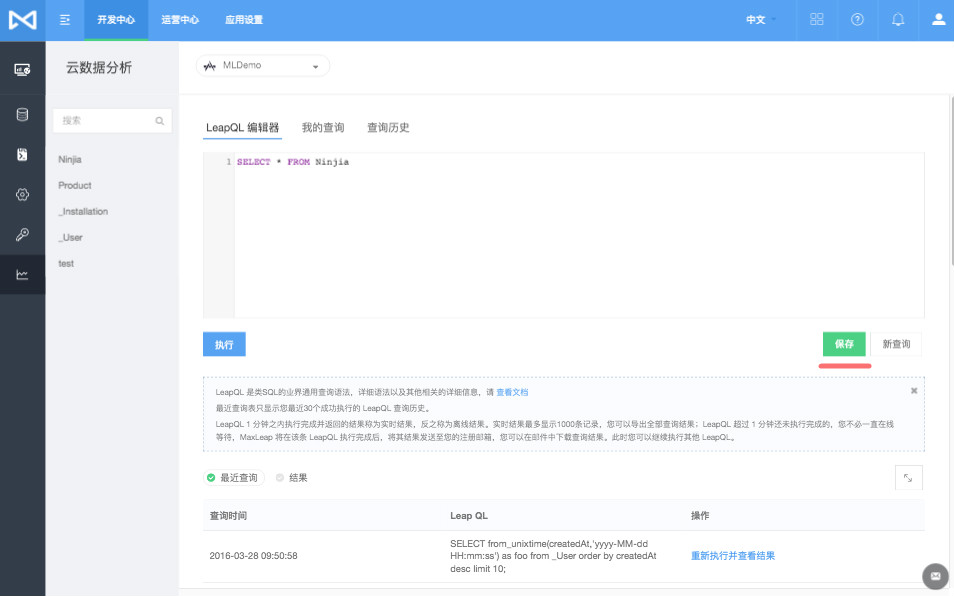 开发中心 运营中心 应用设置 中文
云数据分析
MLDemo
搜索
Ninjia
Product
_Installation
_User
test
LeapQL 编辑器 我的查询 查询历史
1 SELECT * FROM Ninjia
执行 保存 新查询
LeapQL 是类SQL的业界通用查询语法，详细语法以及其他相关的详细信息，请 查看文档
最近查询表只显示您最近30个成功执行的 LeapQL 查询历史。
LeapQL 1 分钟之内执行完成并返回的结果称为实时结果，反之称为离线结果。实时结果最多显示1000条记录，您可以导出全部查询结果；LeapQL 超过 1 分钟还未执行完成的，您不必一直在线
等待，MaxLeap 将在该条 LeapQL 执行完成后，将其结果发送至您的注册邮箱，您可以在邮件中下载查询结果。此时您可以继续执行其他 LeapQL。
最近查询 结果
查询时间 Leap QL 操作
2016-03-28 09:50:58
SELECT from_unixtime(createdAt,'yyyy-MM-dd
HH:mm:ss') as foo from _User order by createdAt
desc limit 10;
重新执行并查看结果